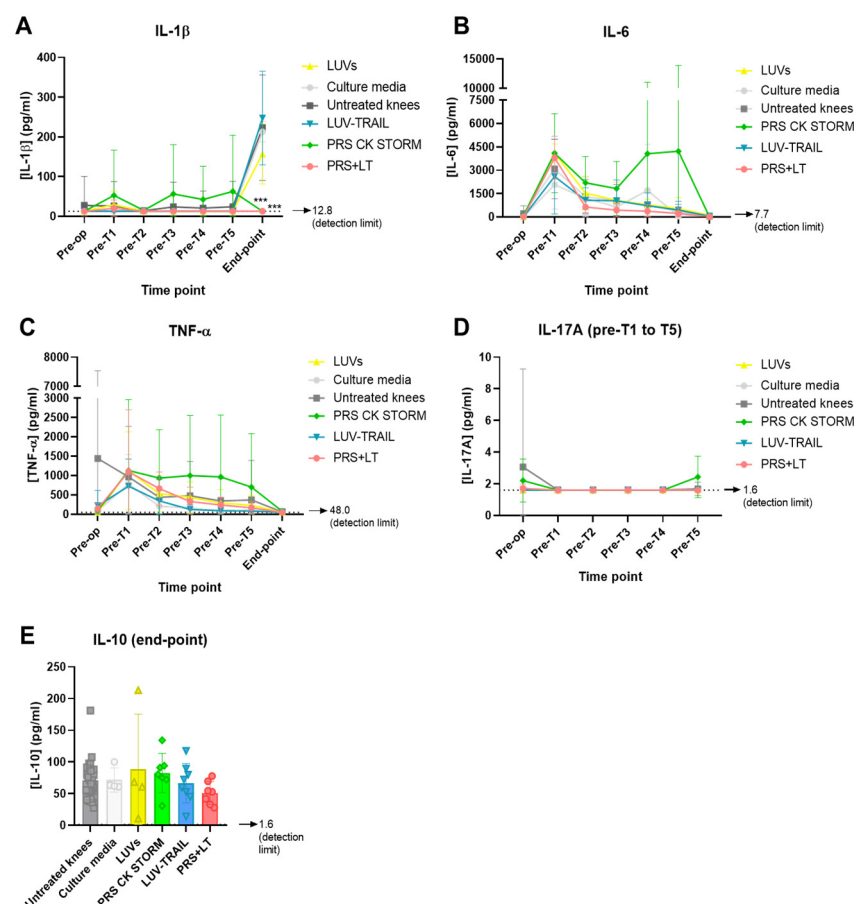 A
IL-1β
[IL-1β] (pg/ml)
400
300
200
100
0
Pre-op
Pre-T1
Pre-T2
Pre-T3
Pre-T4
Pre-T5
End-point
Time point
***
***
12.8
(detection limit)
LUVs
Culture media
Untreated knees
LUV-TRAIL
PRS CK STORM
PRS+LT
B
IL-6
[IL-6] (pg/ml)
15000
10000
7500
6000
4500
3000
1500
0
Pre-op
Pre-T1
Pre-T2
Pre-T3
Pre-T4
Pre-T5
End-point
Time point
7.7
(detection limit)
LUVs
Culture media
Untreated knees
PRS CK STORM
LUV-TRAIL
PRS+LT
C
TNF-α
[TNF-α] (pg/ml)
8000
7000
3000
2500
2000
1500
1000
500
0
Pre-op
Pre-T1
Pre-T2
Pre-T3
Pre-T4
Pre-T5
End-point
Time point
48.0
(detection limit)
LUVs
Culture media
Untreated knees
PRS CK STORM
LUV-TRAIL
PRS+LT
D
IL-17A (pre-T1 to T5)
[IL-17A] (pg/ml)
10
8
6
4
2
0
Pre-op
Pre-T1
Pre-T2
Pre-T3
Pre-T4
Pre-T5
Time point
1.6
(detection limit)
LUVs
Culture media
Untreated knees
PRS CK STORM
LUV-TRAIL
PRS+LT
E
IL-10 (end-point)
[IL-10] (pg/ml)
250
200
150
100
50
0
Untreated knees
Culture media
LUVs
PRS CK STORM
LUV-TRAIL
PRS+LT
1.6
(detection
limit)